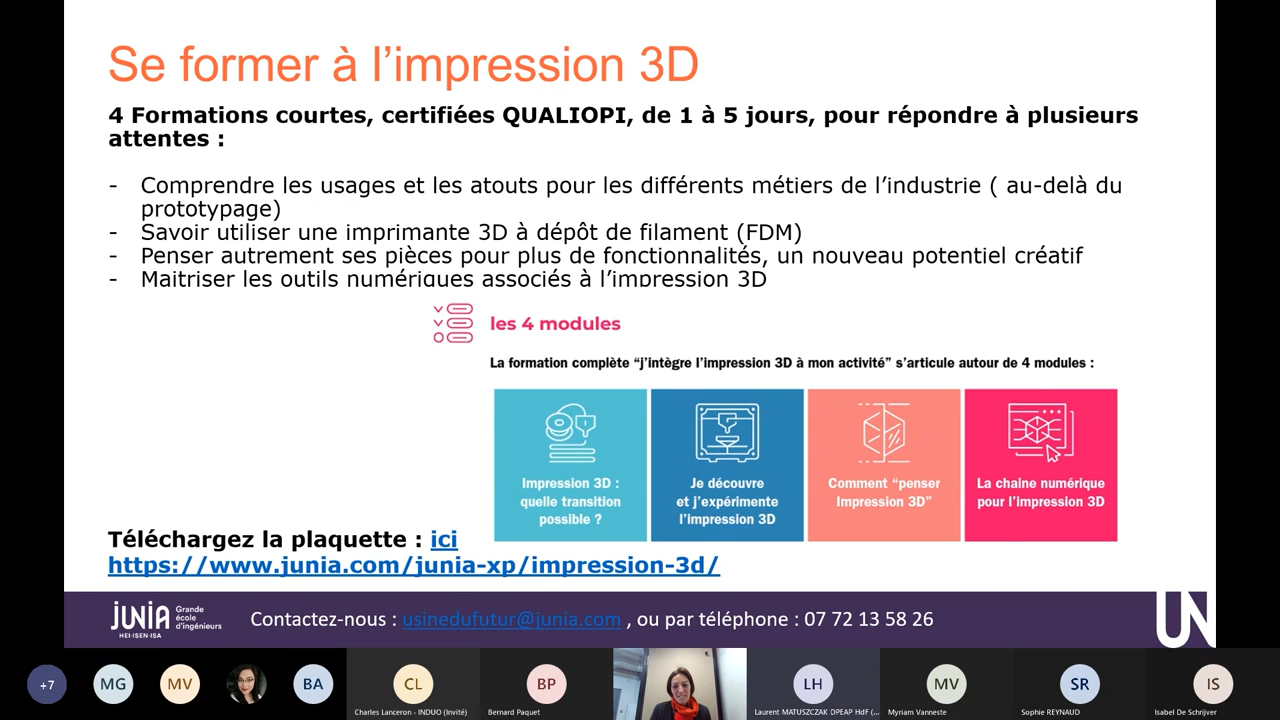 Se former à l’impression 3D
4 Formations courtes, certifiées QUALIOPI, de 1 à 5 jours, pour répondre à plusieurs
attentes :
- Comprendre les usages et les atouts pour les différents métiers de l’industrie ( au-delà du
prototypage)
- Savoir utiliser une imprimante 3D à dépôt de filament (FDM)
- Penser autrement ses pièces pour plus de fonctionnalités, un nouveau potentiel créatif
- Maitriser les outils numériques associés à l’impression 3D
les 4 modules
La formation complète “j’intègre l’impression 3D à mon activité” s’articule autour de 4 modules :
Impression 3D :
quelle transition
possible ?
Je découvre
et j’expérimente
l’impression 3D
Comment “penser
Impression 3D”
La chaine numérique
pour l’impression 3D
Téléchargez la plaquette : ici
https://www.junia.com/junia-xp/impression-3d/
JUNIA Grande
école
d’ingénieurs
HEI·ISEN·ISA
Contactez-nous : usinedufutur@junia.com , ou par téléphone : 07 72 13 58 26
UN
+7
MG
MV
BA
CL
Charles Lanceron - INDUO (Invité)
BP
Bernard Paquet
LH
Laurent MATUSZCZAK DPEAP HdF (...
MV
Myriam Vanneste
SR
Sophie REYNAUD
IS
Isabel De Schrijver